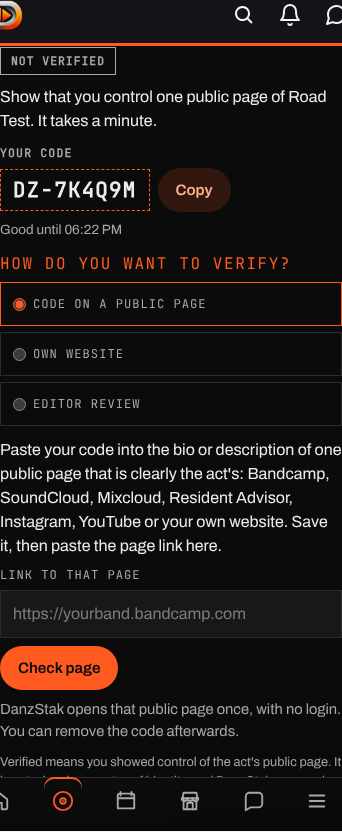 NOT VERIFIED
Show that you control one public page of Road
Test. It takes a minute.
YOUR CODE
DZ-7K4Q9M
Copy
Good until 06:22 PM
HOW DO YOU WANT TO VERIFY?
CODE ON A PUBLIC PAGE
OWN WEBSITE
EDITOR REVIEW
Paste your code into the bio or description of one
public page that is clearly the act's: Bandcamp,
SoundCloud, Mixcloud, Resident Advisor,
Instagram, YouTube or your own website. Save
it, then paste the page link here.
LINK TO THAT PAGE
https://yourband.bandcamp.com
Check page
DanzStak opens that public page once, with no login.
You can remove the code afterwards.
Verified means you showed control of the act's public page. It